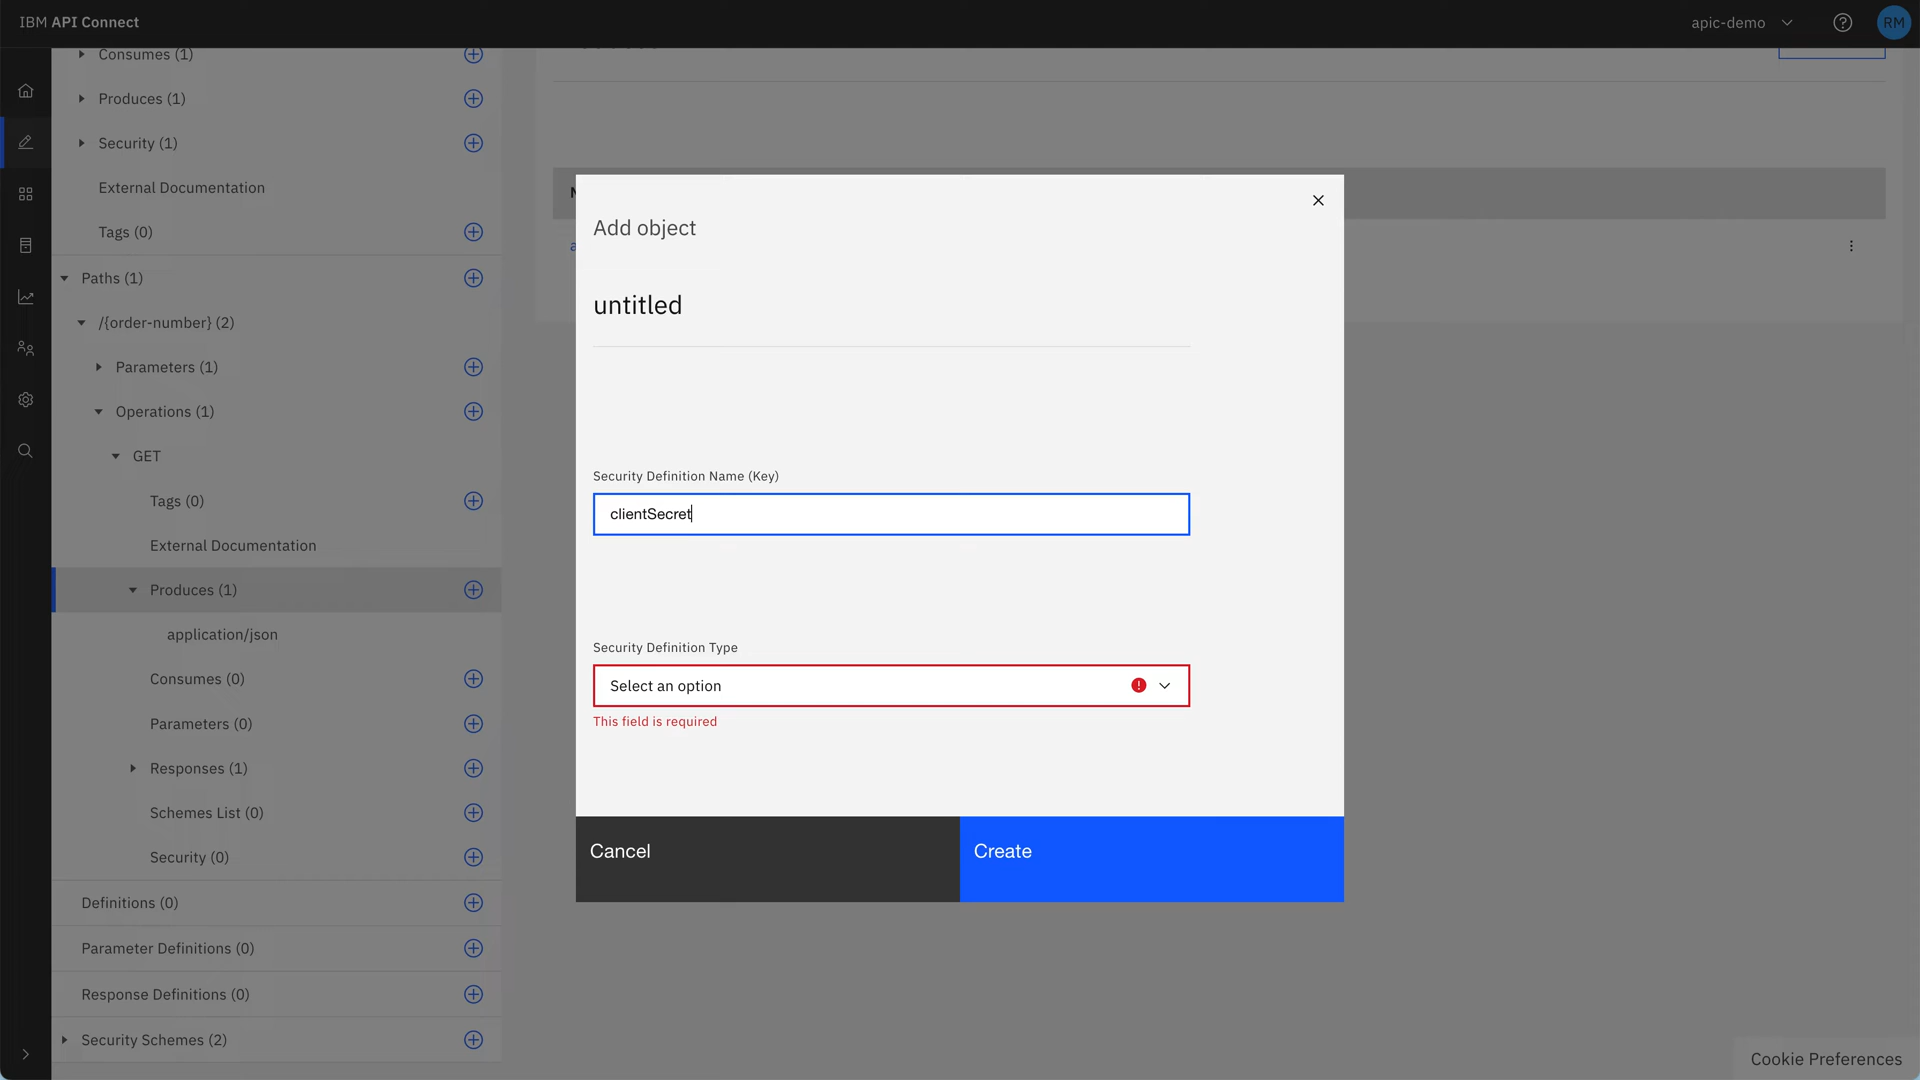 IBM API Connect
apic-demo
RM
Consumes (1)
Produces (1)
Security (1)
External Documentation
Tags (0)
Paths (1)
/{order-number} (2)
Parameters (1)
Operations (1)
GET
Tags (0)
External Documentation
Produces (1)
application/json
Consumes (0)
Parameters (0)
Responses (1)
Schemes List (0)
Security (0)
Definitions (0)
Parameter Definitions (0)
Response Definitions (0)
Security Schemes (2)
Add object
untitled
Security Definition Name (Key)
clientSecret
Security Definition Type
Select an option
This field is required
Cancel
Create
Cookie Preferences